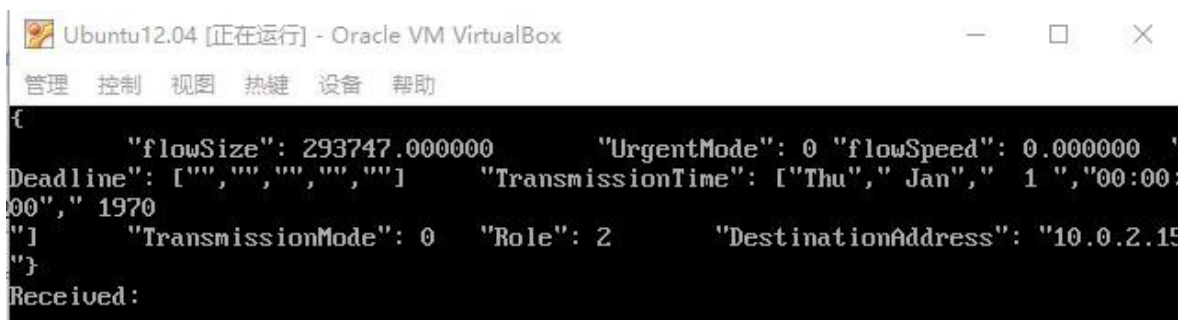 Ubuntu12.04 [正在运行] - Oracle VM VirtualBox
管理 控制 视图 热键 设备 帮助
{
"flowSize": 293747.000000 "UrgentMode": 0 "flowSpeed": 0.000000 "
Deadline": ["","","","",""] "TransmissionTime": ["Thu"," Jan"," 1 ","00:00:
00"," 1970
"] "TransmissionMode": 0 "Role": 2 "DestinationAddress": "10.0.2.15
"}
Received: